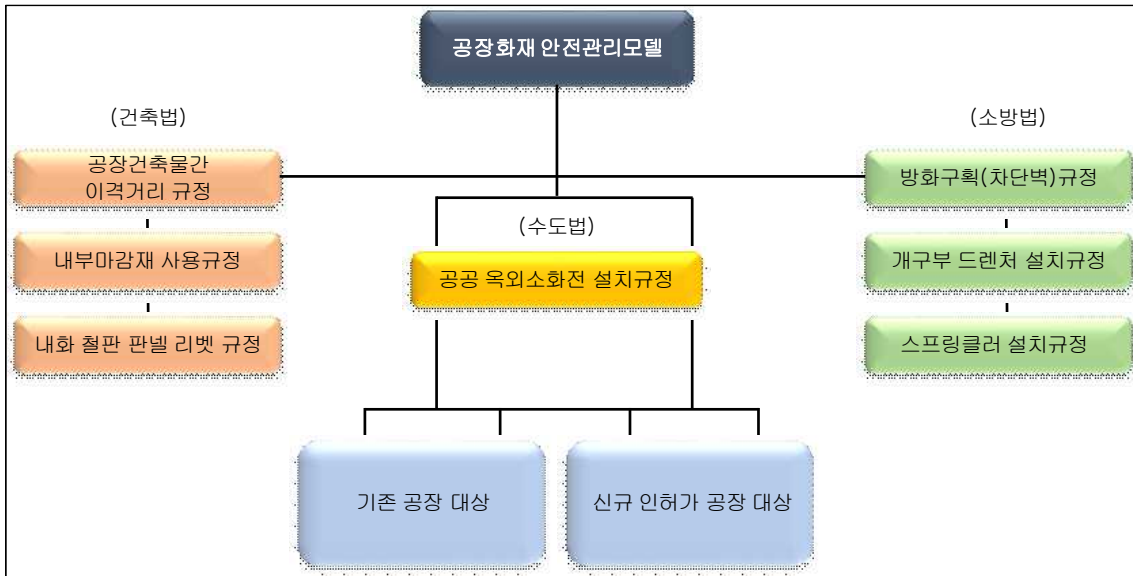 공장화재 안전관리모델
(건축법)
(소방법)
공장건축물간
이격거리 규정
방화구획(차단벽)규정
(수도법)
내부마감재 사용규정
공공 옥외소화전 설치규정
개구부 드렌처 설치규정
내화 철판 판넬 리벳 규정
스프링클러 설치규정
기존 공장 대상
신규 인허가 공장 대상